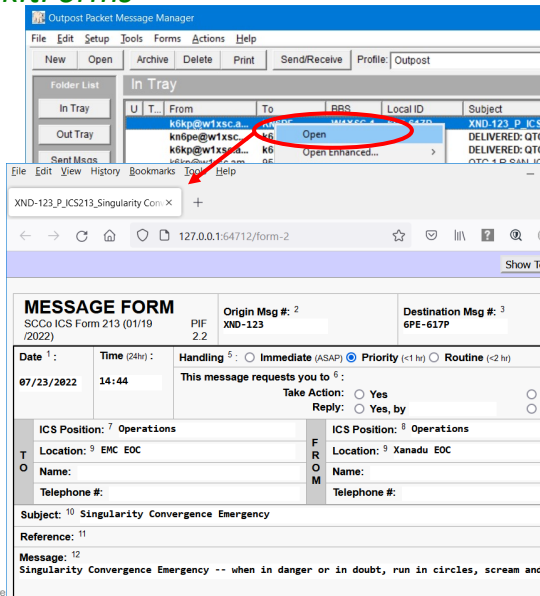 Outpost Packet Message Manager
File Edit Setup Tools Forms Actions Help
New Open Archive Delete Print Send/Receive Profile: Outpost
Folder List In Tray
In Tray
Out Tray
Sent Msgs
U T... From To BBS Local ID Subject
k6kp@w1xsc.a... XND-123_P_ICS
kn6pe@w1xsc... k6 DELIVERED: QTC
k6kp@w1xsc.a... k6 DELIVERED: QTC
Open
Open Enhanced... >
File Edit View History Bookmarks Tools Help
XND-123_P_ICS213_Singularity Conv × +
127.0.0.1:64712/form-2
Show T
MESSAGE FORM
SCCo ICS Form 213 (01/19/2022) PIF 2.2
Origin Msg #: 2
XND-123
Destination Msg #: 3
6PE-617P
Date 1 : Time (24hr) : Handling 5 : Immediate (ASAP) Priority (<1 hr) Routine (<2 hr)
07/23/2022 14:44 This message requests you to 6 :
Take Action: Yes
Reply: Yes, by
TO
ICS Position: 7 Operations
Location: 9 EMC EOC
Name:
Telephone #:
FROM
ICS Position: 8 Operations
Location: 9 Xanadu EOC
Name:
Telephone #:
Subject: 10 Singularity Convergence Emergency
Reference: 11
Message: 12
Singularity Convergence Emergency -- when in danger or in doubt, run in circles, scream and